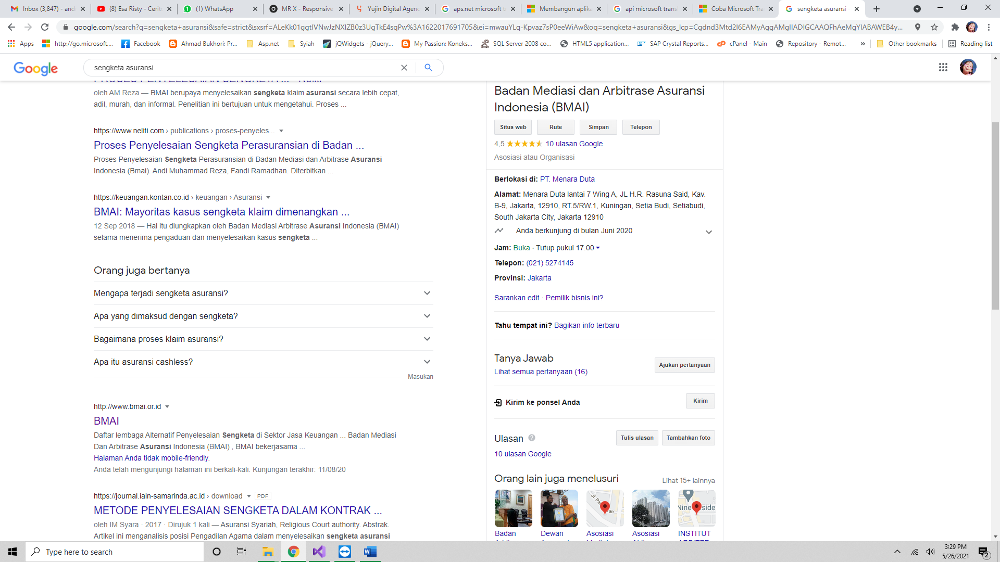 Inbox (3,847) - and
(8) Esa Risty - Cerit
(1) WhatsApp
MR X - Responsive
Yujin Digital Agen
aps.net microsoft t
Membangun aplika
api microsoft trans
Coba Microsoft Tra
sengketa asuransi -
google.com/search?q=sengketa+asuransi&safe=strict&sxsrf=ALeKk01ggtIVNwJzNXIZB0z3UgTkE4sqPw%3A1622017691705&ei=mwauYLq-Kpvaz7sP0eeWiAw&oq=sengketa+asuransi&gs_lcp=Cgdnd3Mtd2l6EAMyAggAMgIIADIGCAAQFhAeMgYIABAWEB4y...
Apps
http://go.microsoft....
Facebook
Ahmad Bukhori: Pr...
Asp.net
Syiah
jQWidgets - jQuery...
My Passion: Koneks...
SQL Server 2008 co...
HTML5 application...
SAP Crystal Reports...
cPanel - Main
Repository - Remot...
»
Other bookmarks
Reading list
Google
sengketa asuransi
PROSES PENYELESAIAN SENGKETA ... - Neliti
oleh AM Reza — BMAI berupaya menyelesaikan sengketa klaim asuransi secara lebih cepat,
adil, murah, dan informal. Penelitian ini bertujuan untuk mengetahui. Proses ...
https://www.neliti.com › publications › proses-penyeles...
Proses Penyelesaian Sengketa Perasuransian di Badan ...
Proses Penyelesaian Sengketa Perasuransian di Badan Mediasi dan Arbitrase Asuransi
Indonesia (Bmai). Andi Muhammad Reza, Fandi Ramadhan. Diterbitkan ...
https://keuangan.kontan.co.id › keuangan › Asuransi
BMAI: Mayoritas kasus sengketa klaim dimenangkan ...
12 Sep 2018 — Hal itu diungkapkan oleh Badan Mediasi Arbitrase Asuransi Indonesia (BMAI)
selama menerima pengaduan dan menyelesaikan kasus sengketa ...
Orang juga bertanya
Mengapa terjadi sengketa asuransi?
Apa yang dimaksud dengan sengketa?
Bagaimana proses klaim asuransi?
Apa itu asuransi cashless?
Masukan
http://www.bmai.or.id
BMAI
Daftar lembaga Alternatif Penyelesaian Sengketa di Sektor Jasa Keuangan ... Badan Mediasi
Dan Arbitrase Asuransi Indonesia (BMAI) , BMAI bekerjasama ...
Halaman Anda tidak mobile-friendly.
Anda telah mengunjungi halaman ini berkali-kali. Kunjungan terakhir: 11/08/20
https://journal.iain-samarinda.ac.id › download PDF
METODE PENYELESAIAN SENGKETA DALAM KONTRAK ...
oleh IM Syara · 2017 · Dirujuk 1 kali — Asuransi Syariah, Religious Court authority. Abstrak.
Artikel ini menganalisis posisi Pengadilan Agama dalam menyelesaikan sengketa asuransi
Badan Mediasi dan Arbitrase Asuransi
Indonesia (BMAI)
Situs web
Rute
Simpan
Telepon
4,5 10 ulasan Google
Asosiasi atau Organisasi
Berlokasi di: PT. Menara Duta
Alamat: Menara Duta lantai 7 Wing A, JL H.R. Rasuna Said, Kav.
B-9, Jakarta, 12910, RT.5/RW.1, Kuningan, Setia Budi, Setiabudi,
South Jakarta City, Jakarta 12910
Anda berkunjung di bulan Juni 2020
Jam: Buka · Tutup pukul 17.00
Telepon: (021) 5274145
Provinsi: Jakarta
Sarankan edit · Pemilik bisnis ini?
Tahu tempat ini? Bagikan info terbaru
Tanya Jawab
Lihat semua pertanyaan (16)
Ajukan pertanyaan
Kirim ke ponsel Anda
Kirim
Ulasan
Tulis ulasan
Tambahkan foto
10 ulasan Google
Orang lain juga menelusuri
Lihat 15+ lainnya
Badan
Dewan
Asosiasi
Asosiasi
INSTITUT
Type here to search
3:29 PM
5/26/2021
2